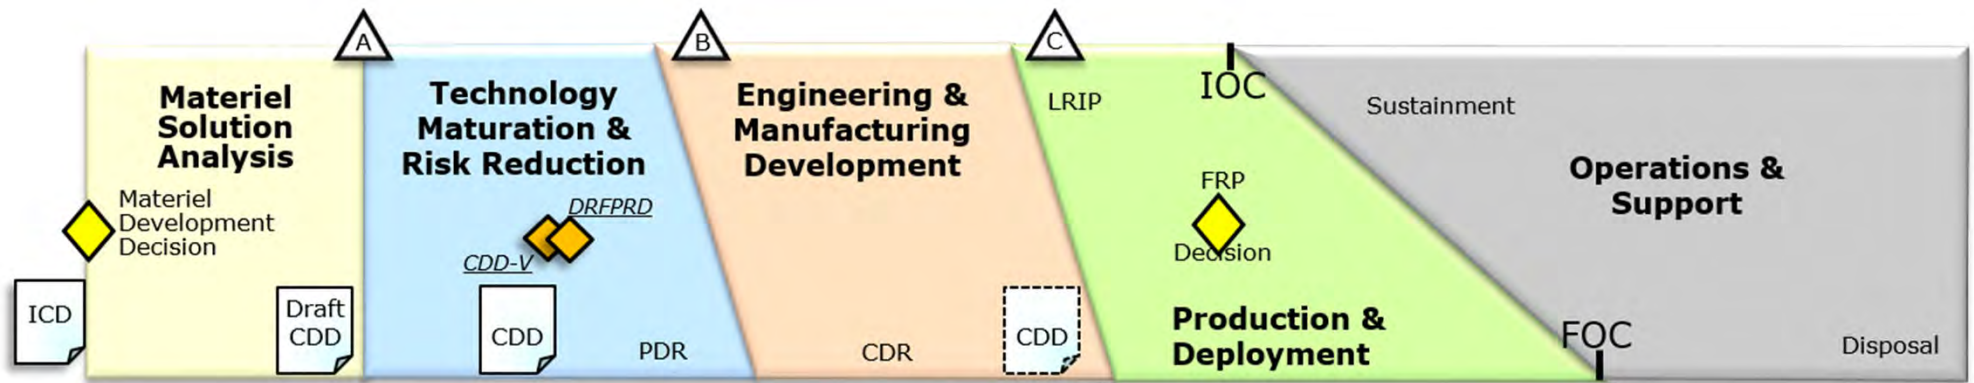 A
B
C
Materiel
Solution
Analysis
Materiel
Development
Decision
ICD
Draft
CDD
Technology
Maturation &
Risk Reduction
DRFPRD
CDD-V
CDD
PDR
Engineering &
Manufacturing
Development
CDR
CDD
LRIP
IOC
FRP
Decision
Production &
Deployment
FOC
Sustainment
Operations &
Support
Disposal